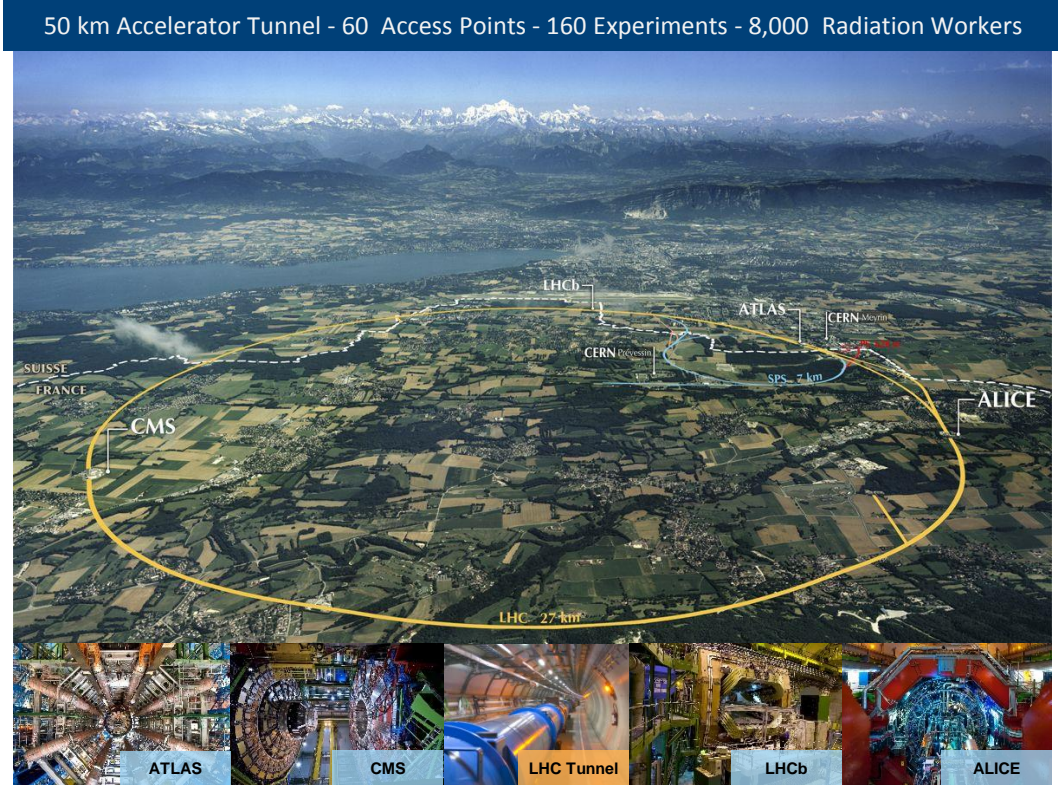 50 km Accelerator Tunnel - 60 Access Points - 160 Experiments - 8,000 Radiation Workers
LHCb
ATLAS
CERN Meyrin
CERN Prévessin
SPS 7 km
SUISSE
FRANCE
CMS
ALICE
LHC 27 km
ATLAS
CMS
LHC Tunnel
LHCb
ALICE